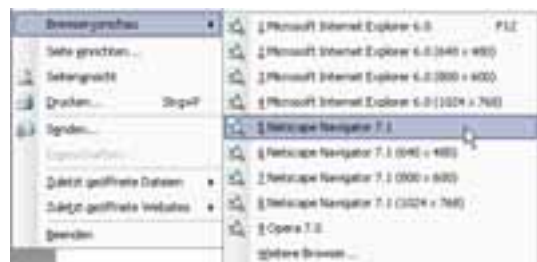 Browservorschau
Seite einrichten...
Seitenansicht
Drucken... Strg+P
Senden...
Eigenschaften
Zuletzt geöffnete Dateien
Zuletzt geöffnete Websites
Beenden
1 Microsoft Internet Explorer 6.0 F12
2 Microsoft Internet Explorer 6.0 (640 x 480)
3 Microsoft Internet Explorer 6.0 (800 x 600)
4 Microsoft Internet Explorer 6.0 (1024 x 768)
5 Netscape Navigator 7.1
6 Netscape Navigator 7.1 (640 x 480)
7 Netscape Navigator 7.1 (800 x 600)
8 Netscape Navigator 7.1 (1024 x 768)
9 Opera 7.0
Weitere Browser...